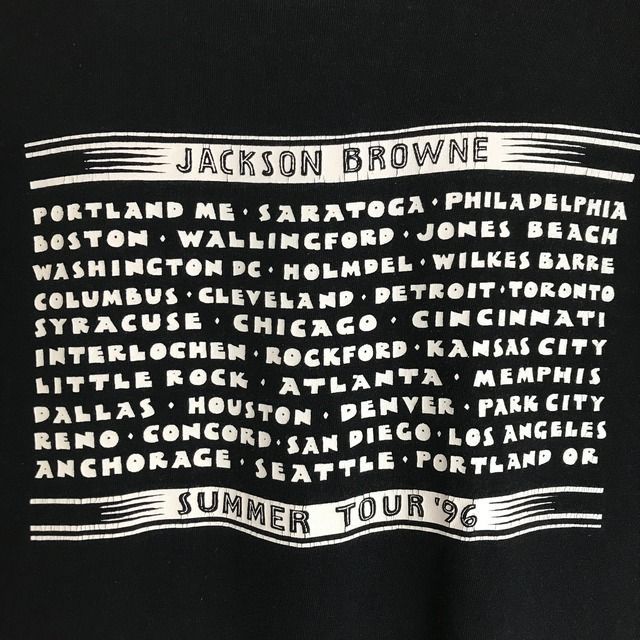 JACKSON BROWNE
PORTLAND ME · SARATOGA · PHILADELPHIA
BOSTON · WALLINGFORD · JONES BEACH
WASHINGTON DC · HOLMDEL · WILKES BARRE
COLUMBUS · CLEVELAND · DETROIT · TORONTO
SYRACUSE · CHICAGO · CINCINNATI
INTERLOCHEN · ROCKFORD · KANSAS CITY
LITTLE ROCK · ATLANTA · MEMPHIS
DALLAS · HOUSTON · DENVER · PARK CITY
RENO · CONCORD · SAN DIEGO · LOS ANGELES
ANCHORAGE · SEATTLE · PORTLAND OR
SUMMER TOUR '96